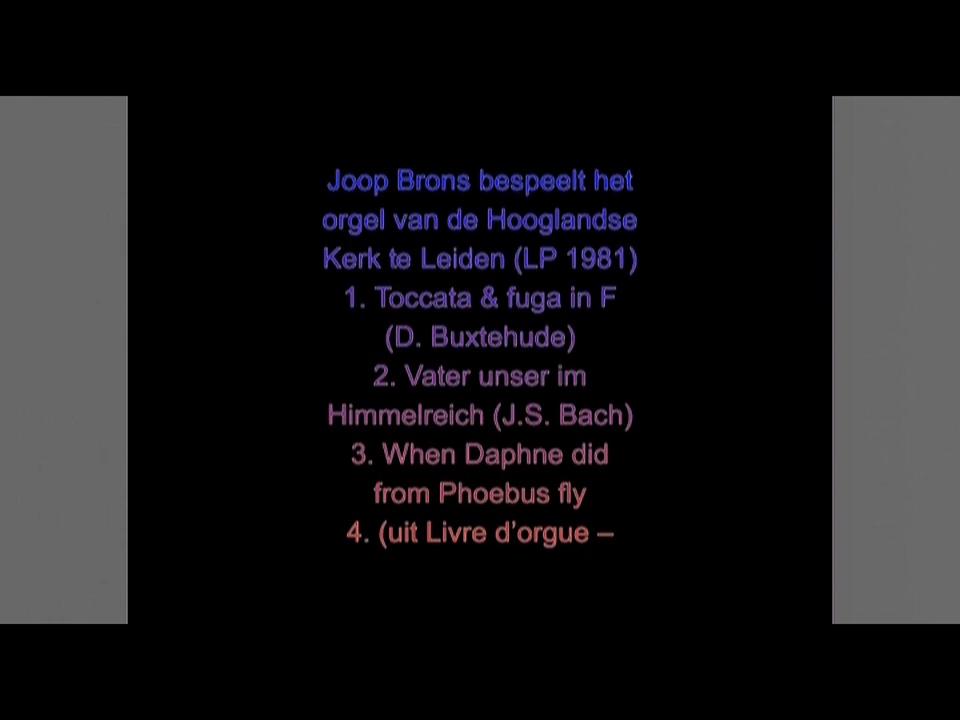 Joop Brons bespeelt het
orgel van de Hooglandse
Kerk te Leiden (LP 1981)
1. Toccata & fuga in F
(D. Buxtehude)
2. Vater unser im
Himmelreich (J.S. Bach)
3. When Daphne did
from Phoebus fly
4. (uit Livre d’orgue –